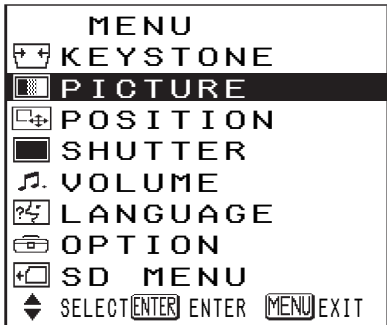 MENU
KEYSTONE
PICTURE
POSITION
SHUTTER
VOLUME
LANGUAGE
OPTION
SD MENU
SELECT ENTER ENTER MENU EXIT